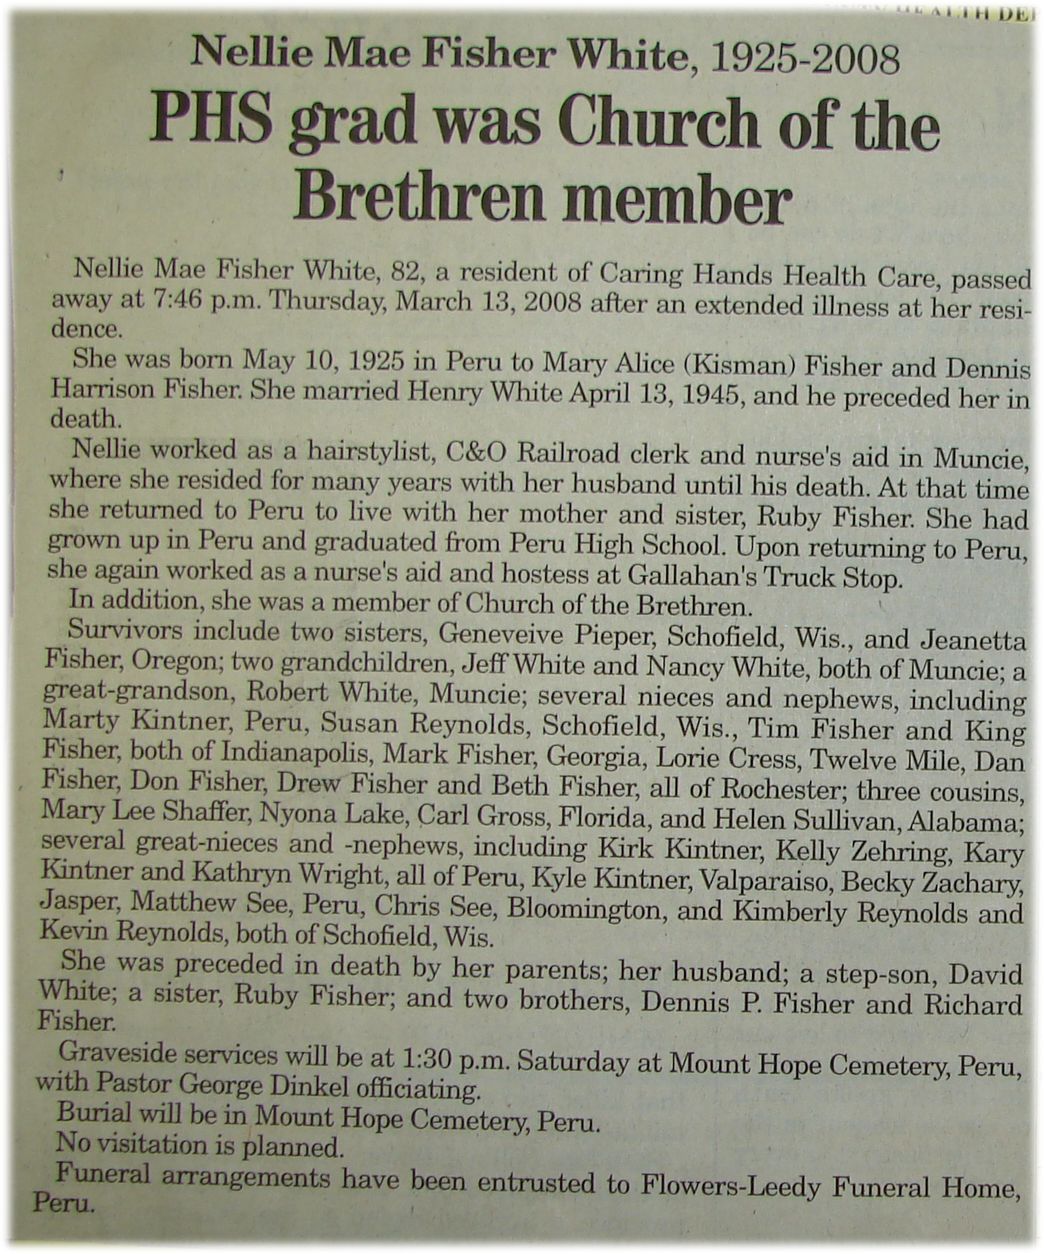 HEALTH DE
Nellie Mae Fisher White, 1925-2008
PHS grad was Church of the
Brethren member
Nellie Mae Fisher White, 82, a resident of Caring Hands Health Care, passed
away at 7:46 p.m. Thursday, March 13, 2008 after an extended illness at her resi-
dence.
She was born May 10, 1925 in Peru to Mary Alice (Kisman) Fisher and Dennis
Harrison Fisher. She married Henry White April 13, 1945, and he preceded her in
death.
Nellie worked as a hairstylist, C&O Railroad clerk and nurse's aid in Muncie,
where she resided for many years with her husband until his death. At that time
she returned to Peru to live with her mother and sister, Ruby Fisher. She had
grown up in Peru and graduated from Peru High School. Upon returning to Peru,
she again worked as a nurse's aid and hostess at Gallahan's Truck Stop.
In addition, she was a member of Church of the Brethren.
Survivors include two sisters, Geneveive Pieper, Schofield, Wis., and Jeanetta
Fisher, Oregon; two grandchildren, Jeff White and Nancy White, both of Muncie; a
great-grandson, Robert White, Muncie; several nieces and nephews, including
Marty Kintner, Peru, Susan Reynolds, Schofield, Wis., Tim Fisher and King
Fisher, both of Indianapolis, Mark Fisher, Georgia, Lorie Cress, Twelve Mile, Dan
Fisher, Don Fisher, Drew Fisher and Beth Fisher, all of Rochester; three cousins,
Mary Lee Shaffer, Nyona Lake, Carl Gross, Florida, and Helen Sullivan, Alabama;
several great-nieces and -nephews, including Kirk Kintner, Kelly Zehring, Kary
Kintner and Kathryn Wright, all of Peru, Kyle Kintner, Valparaiso, Becky Zachary,
Jasper, Matthew See, Peru, Chris See, Bloomington, and Kimberly Reynolds and
Kevin Reynolds, both of Schofield, Wis.
She was preceded in death by her parents; her husband; a step-son, David
White; a sister, Ruby Fisher; and two brothers, Dennis P. Fisher and Richard
Fisher.
Graveside services will be at 1:30 p.m. Saturday at Mount Hope Cemetery, Peru,
with Pastor George Dinkel officiating.
Burial will be in Mount Hope Cemetery, Peru.
No visitation is planned.
Funeral arrangements have been entrusted to Flowers-Leedy Funeral Home,
Peru.